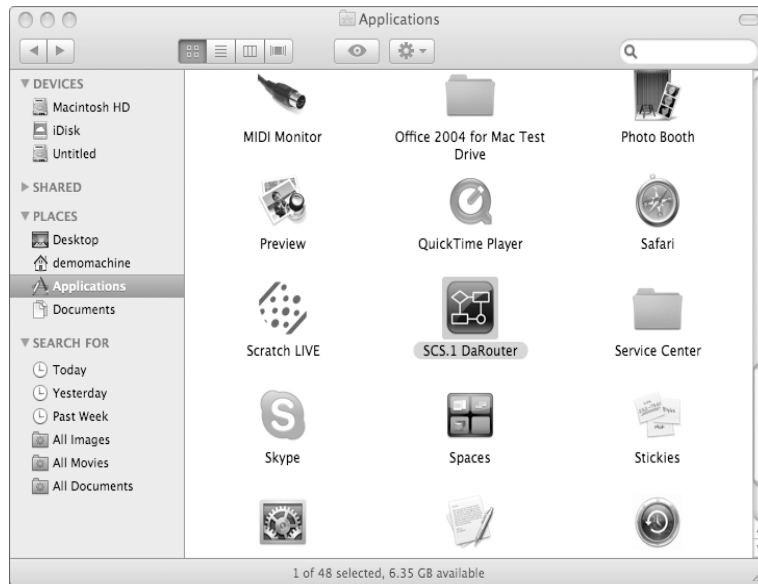 Applications
DEVICES
Macintosh HD
iDisk
Untitled
SHARED
PLACES
Desktop
demomachine
Applications
Documents
SEARCH FOR
Today
Yesterday
Past Week
All Images
All Movies
All Documents
MIDI Monitor
Office 2004 for Mac Test
Drive
Photo Booth
Preview
QuickTime Player
Safari
Scratch LIVE
SCS.1 DaRouter
Service Center
Skype
Spaces
Stickies
1 of 48 selected, 6.35 GB available